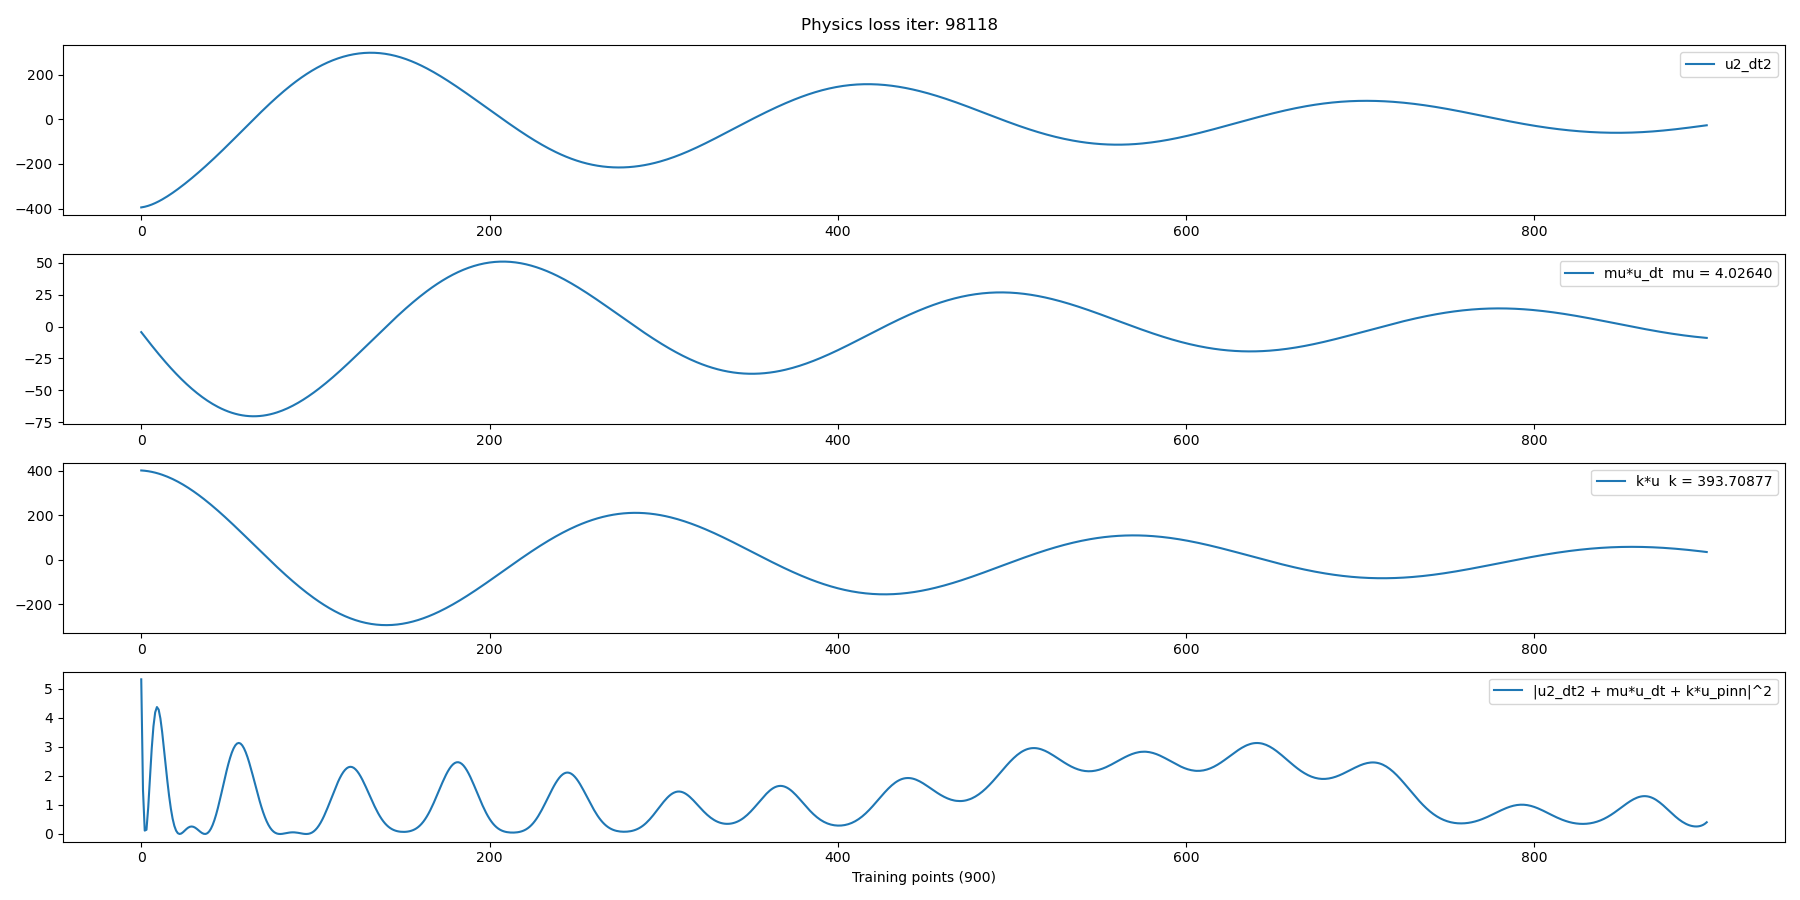 Physics loss iter: 98118
u2_dt2
200
0
−200
−400
0 200 400 600 800
mu*u_dt  mu = 4.02640
50
25
0
−25
−50
−75
0 200 400 600 800
k*u  k = 393.70877
400
200
0
−200
0 200 400 600 800
|u2_dt2 + mu*u_dt + k*u_pinn|^2
5
4
3
2
1
0
0 200 400 600 800
Training points (900)